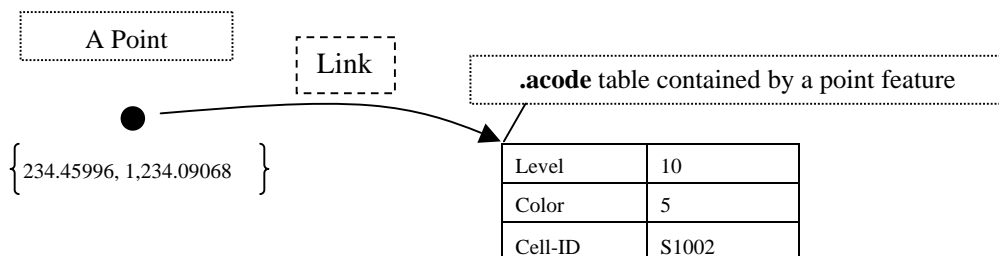 A Point
Link
.acode table contained by a point feature
{234.45996, 1,234.09068}
Level 10
Color 5
Cell-ID S1002